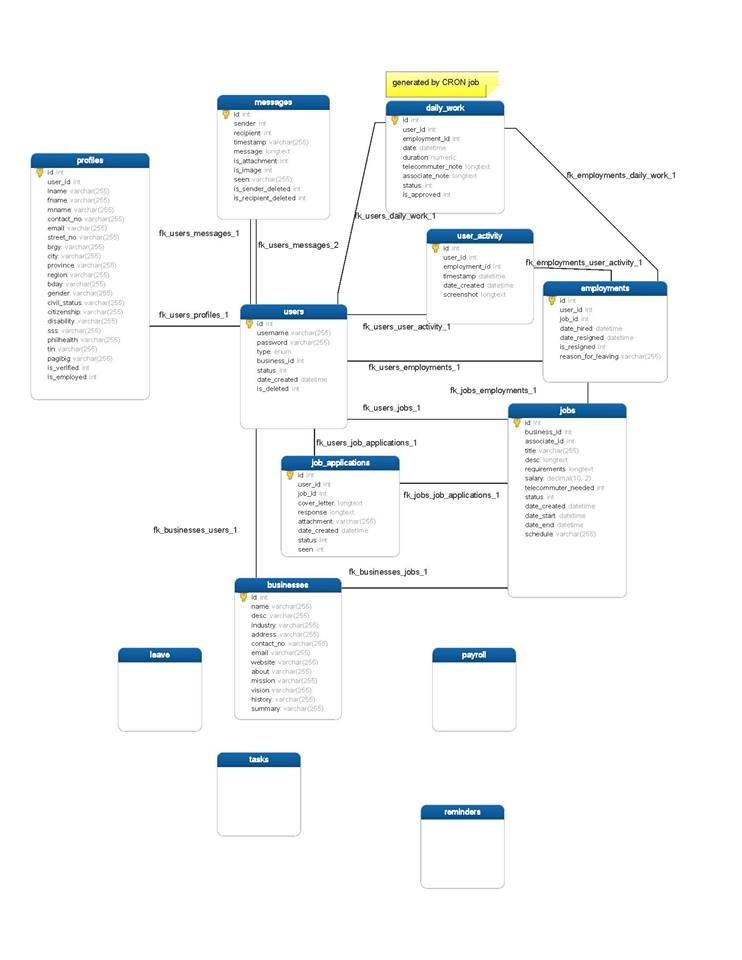 generated by CRON job
messages
id int
sender int
recipient int
timestamp varchar(255)
message longtext
is_attachment int
is_image int
seen varchar(255)
is_sender_deleted int
is_recipient_deleted int
daily_work
id int
user_id int
employment_id int
date datetime
duration numeric
telecommuter_note longtext
associate_note longtext
status int
is_approved int
profiles
id int
user_id int
lname varchar(255)
fname varchar(255)
mname varchar(255)
contact_no varchar(255)
email varchar(255)
street_no varchar(255)
brgy varchar(255)
city varchar(255)
province varchar(255)
region varchar(255)
bday varchar(255)
gender varchar(255)
civil_status varchar(255)
citizenship varchar(255)
disability varchar(255)
sss varchar(255)
philhealth varchar(255)
tin varchar(255)
pagibig varchar(255)
is_verified int
is_employed int
fk_employments_daily_work_1
fk_users_daily_work_1
fk_users_messages_1
fk_users_messages_2
user_activity
id int
user_id int
employment_id int
timestamp datetime
date_created datetime
screenshot longtext
fk_employments_user_activity_1
employments
id int
user_id int
job_id int
date_hired datetime
date_resigned datetime
is_resigned int
reason_for_leaving varchar(255)
fk_users_profiles_1
users
id int
username varchar(255)
password varchar(255)
type enum
business_id int
status int
date_created datetime
is_deleted int
fk_users_user_activity_1
fk_users_employments_1
fk_jobs_employments_1
fk_users_jobs_1
jobs
id int
business_id int
associate_id int
title varchar(255)
desc longtext
requirements longtext
salary decimal(10, 2)
telecommuter_needed int
status int
date_created datetime
date_start datetime
date_end datetime
schedule varchar(255)
fk_users_job_applications_1
job_applications
id int
user_id int
job_id int
cover_letter longtext
response longtext
attachment varchar(255)
date_created datetime
status int
seen int
fk_jobs_job_applications_1
fk_businesses_users_1
fk_businesses_jobs_1
businesses
id int
name varchar(255)
desc varchar(255)
industry varchar(255)
address varchar(255)
contact_no varchar(255)
email varchar(255)
website varchar(255)
about varchar(255)
mission varchar(255)
vision varchar(255)
history varchar(255)
summary varchar(255)
leave
payroll
tasks
reminders